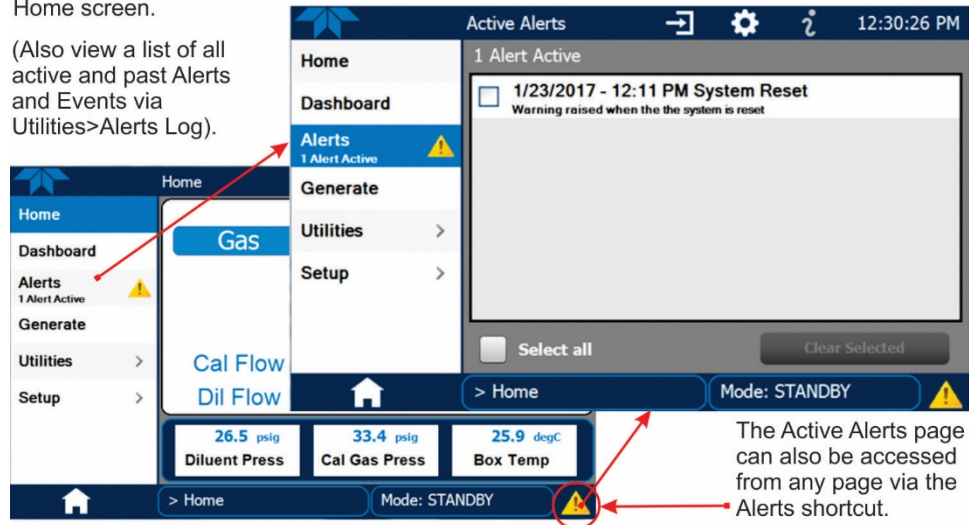 Home screen.
(Also view a list of all
active and past Alerts
and Events via
Utilities>Alerts Log).
Active Alerts
12:30:26 PM
Home
Dashboard
Alerts
1 Alert Active
Generate
Utilities >
Setup >
1 Alert Active
1/23/2017 - 12:11 PM System Reset
Warning raised when the the system is reset
Select all
Clear Selected
> Home
Mode: STANDBY
Home
Home
Dashboard
Alerts
1 Alert Active
Generate
Utilities >
Setup >
Gas
Cal Flow
Dil Flow
26.5 psig
Diluent Press
33.4 psig
Cal Gas Press
25.9 degC
Box Temp
> Home
Mode: STANDBY
The Active Alerts page
can also be accessed
from any page via the
Alerts shortcut.